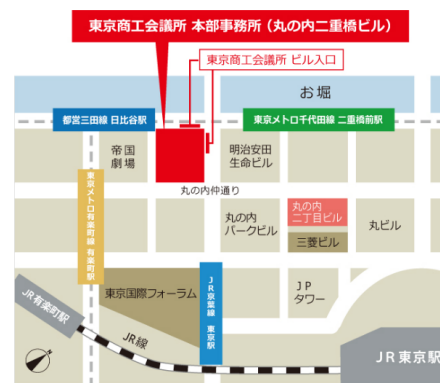 東京商工会議所 本部事務所（丸の内二重橋ビル）
東京商工会議所 ビル入口
お堀
都営三田線 日比谷駅
東京メトロ千代田線 二重橋前駅
帝国
劇場
明治安田
生命ビル
丸の内仲通り
東京メトロ有楽町線 有楽町駅
丸の内
パークビル
丸の内
二丁目ビル
三菱ビル
丸ビル
東京国際フォーラム
JR京葉線 東京駅
JP
タワー
JR有楽町駅
JR線
JR東京駅